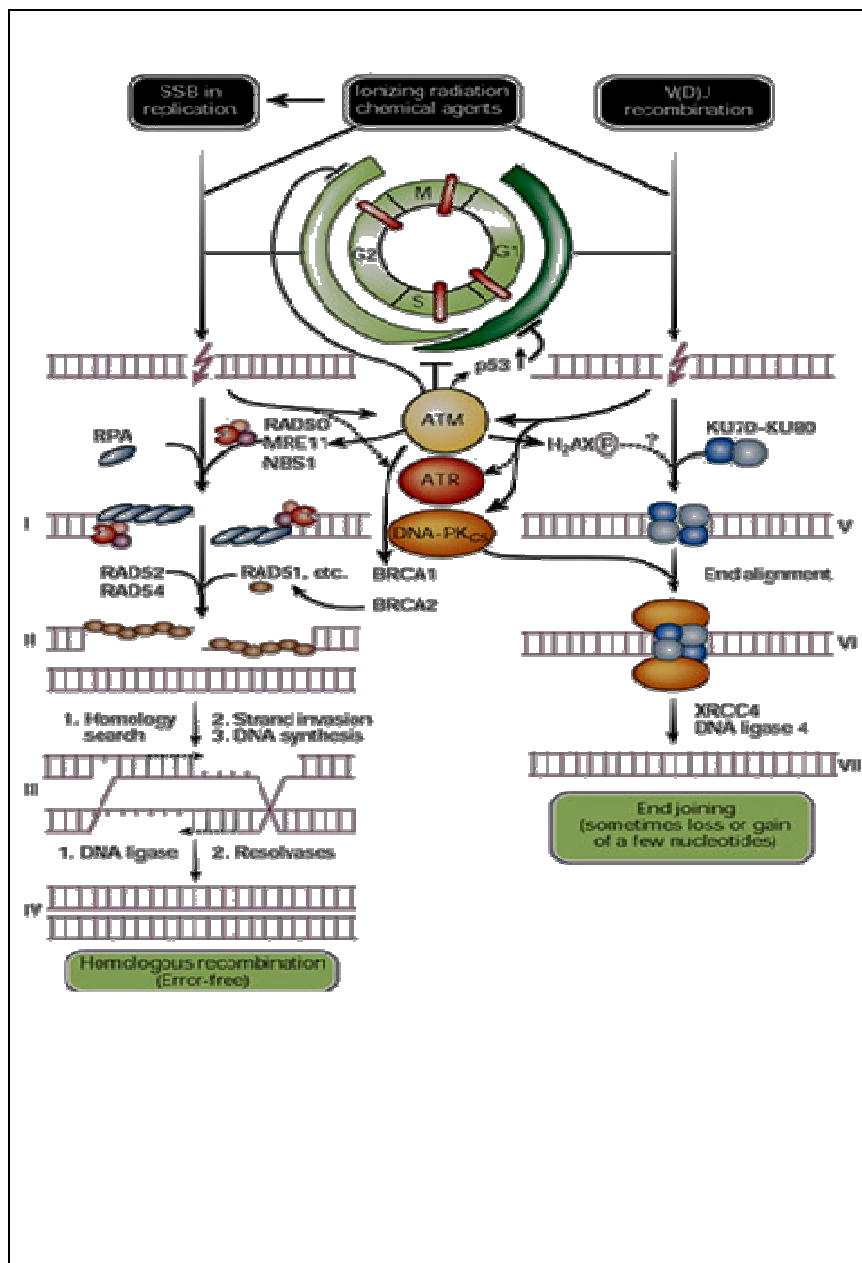 SSB in
replication
Ionizing radiation
chemical agents
V(D)J
recombination
M
G2
G1
S
p53
ATM
RPA
RAD50
MRE11
NBS1
H2AX P
?
KU70–KU80
ATR
DNA-PKCS
I
V
RAD52
RAD54
RAD51, etc.
BRCA1
BRCA2
End alignment
II
VI
1. Homology
search
2. Strand invasion
3. DNA synthesis
XRCC4
DNA ligase 4
III
VII
1. DNA ligase
2. Resolvases
End joining
(sometimes loss or gain
of a few nucleotides)
IV
Homologous recombination
(Error-free)